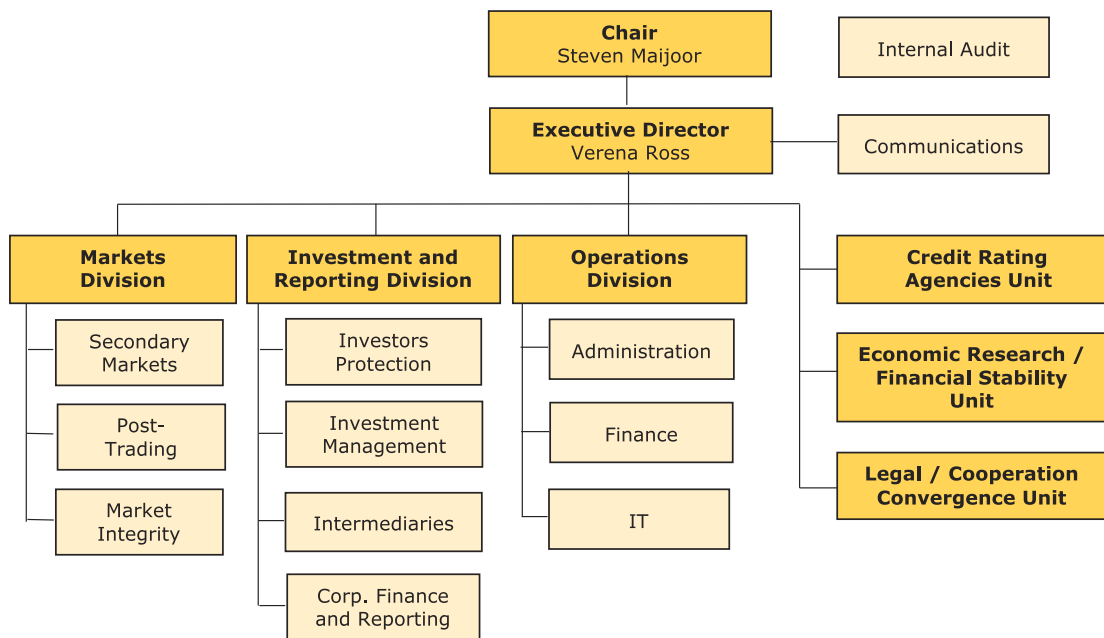 Chair
Steven Maijoor
Internal Audit
Executive Director
Verena Ross
Communications
Markets
Division
Investment and
Reporting Division
Operations
Division
Credit Rating
Agencies Unit
Secondary
Markets
Investors
Protection
Administration
Economic Research /
Financial Stability
Unit
Post-
Trading
Investment
Management
Finance
Legal / Cooperation
Convergence Unit
Market
Integrity
Intermediaries
IT
Corp. Finance
and Reporting